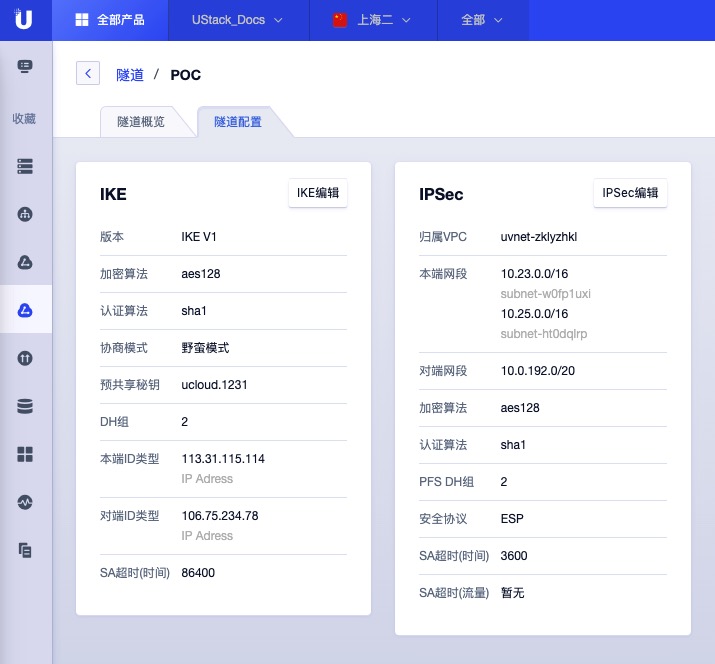 全部产品
UStack_Docs
上海二
全部
收藏
隧道 / POC
隧道概览
隧道配置
IKE
IKE编辑
版本 IKE V1
加密算法 aes128
认证算法 sha1
协商模式 野蛮模式
预共享秘钥 ucloud.1231
DH组 2
本端ID类型 113.31.115.114
IP Adress
对端ID类型 106.75.234.78
IP Adress
SA超时(时间) 86400
IPSec
IPSec编辑
归属VPC uvnet-zklyzhkl
本端网段 10.23.0.0/16
subnet-w0fp1uxi
10.25.0.0/16
subnet-ht0dqlrp
对端网段 10.0.192.0/20
加密算法 aes128
认证算法 sha1
PFS DH组 2
安全协议 ESP
SA超时(时间) 3600
SA超时(流量) 暂无